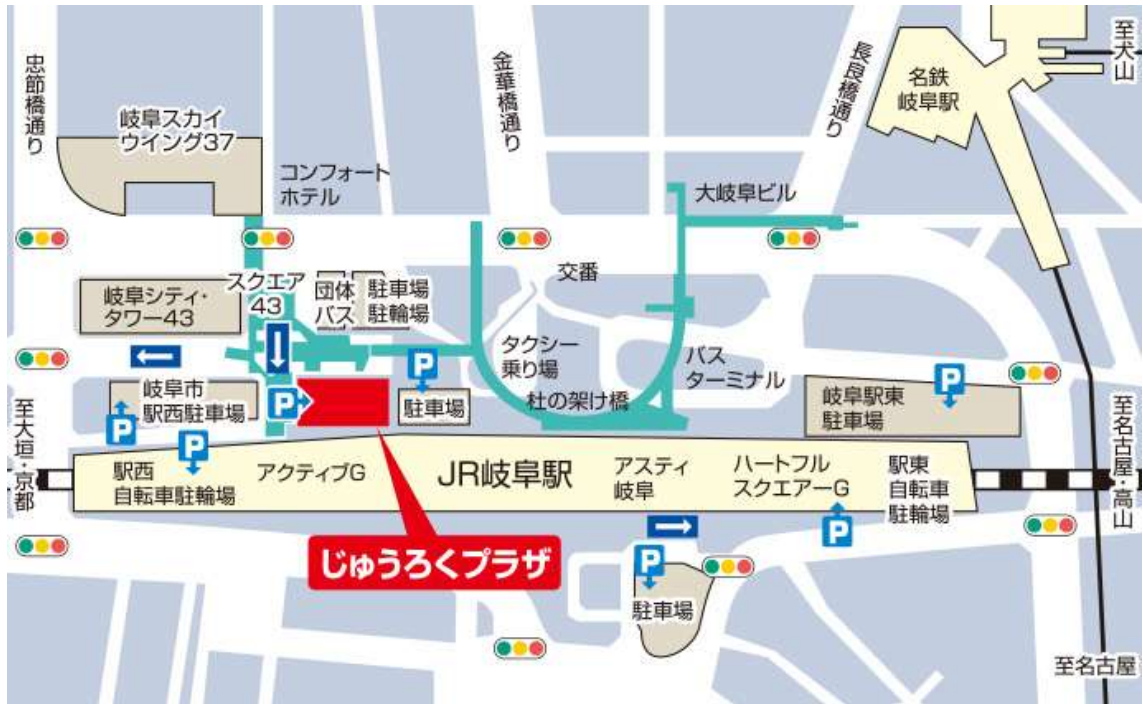 忠節橋通り
金華橋通り
長良橋通り
至犬山
名鉄
岐阜駅
岐阜スカイ
ウイング37
コンフォート
ホテル
大岐阜ビル
交番
スクエア
43
団体
バス
駐車場
駐輪場
岐阜シティ・
タワー43
タクシー
乗り場
バス
ターミナル
杜の架け橋
岐阜市
駅西駐車場
P
P
P
駐車場
P
岐阜駅東
駐車場
至大垣・京都
至名古屋・高山
P
駅西
自転車駐輪場
アクティブG
JR岐阜駅
アスティ
岐阜
ハートフル
スクエアーG
駅東
自転車
駐輪場
P
じゅうろくプラザ
P
駐車場
至名古屋